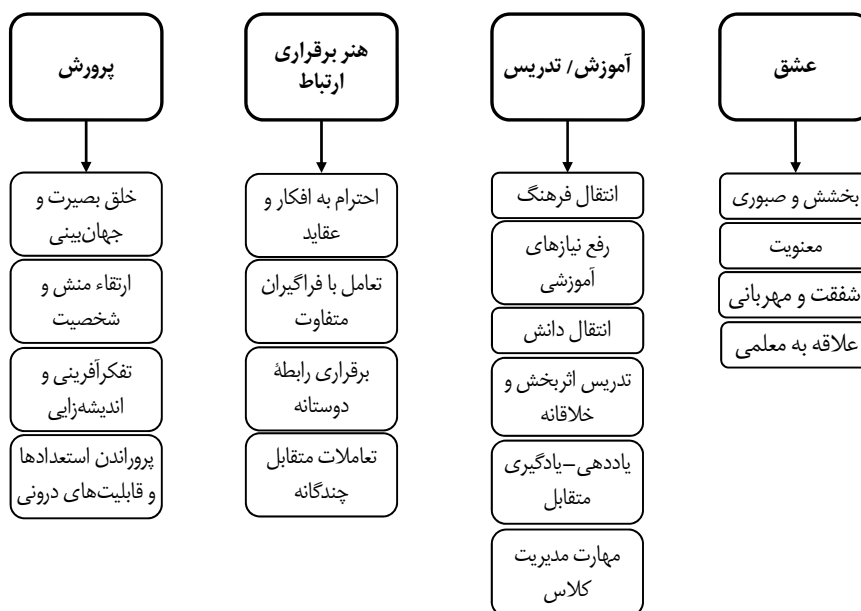 عشق
بخشش و صبوری
معنویت
شفقت و مهربانی
علاقه به معلمی
آموزش/ تدریس
انتقال فرهنگ
رفع نیازهای
آموزشی
انتقال دانش
تدریس اثربخش و
خلاقانه
یاددهی–یادگیری
متقابل
مهارت مدیریت
کلاس
هنر برقراری
ارتباط
احترام به افکار و
عقاید
تعامل با فراگیران
متفاوت
برقراری رابطهٔ
دوستانه
تعاملات متقابل
چندگانه
پرورش
خلق بصیرت و
جهان‌بینی
ارتقاء منش و
شخصیت
تفکرآفرینی و
اندیشه‌زایی
پروراندن استعدادها
و قابلیت‌های درونی